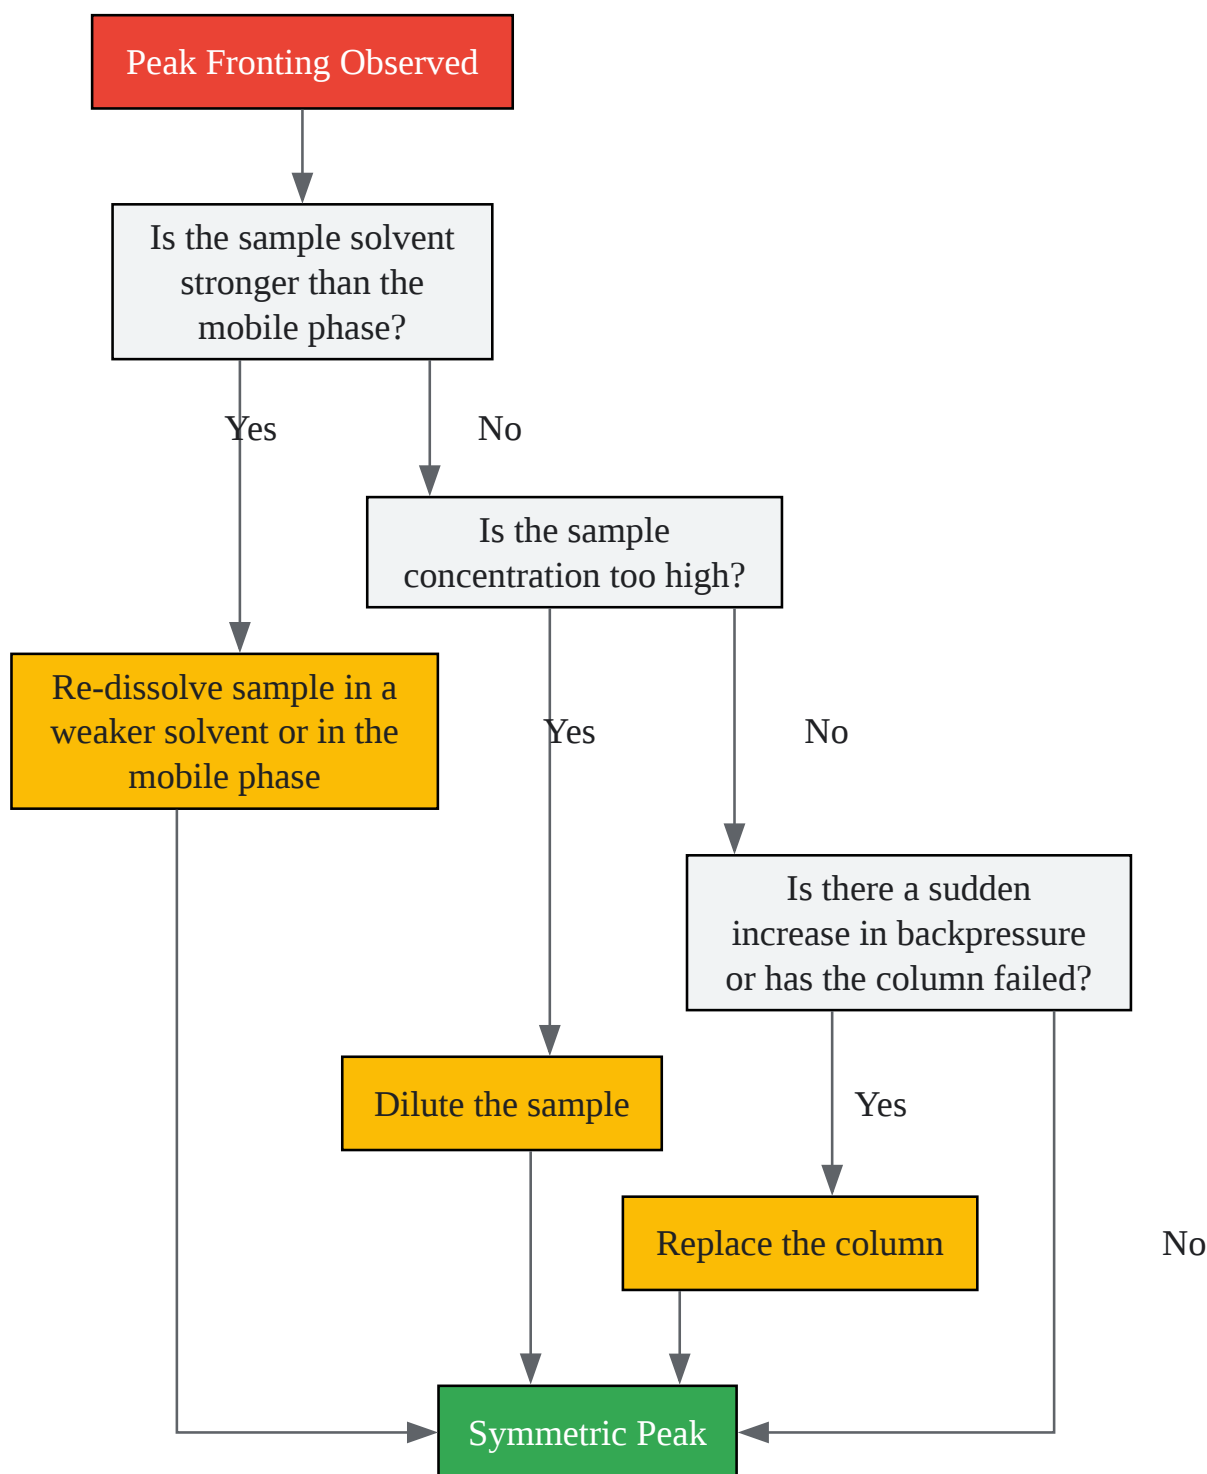 Peak Fronting Observed
Is the sample solvent
stronger than the
mobile phase?
Yes
No
Is the sample
concentration too high?
Re-dissolve sample in a
weaker solvent or in the
mobile phase
Yes
No
Is there a sudden
increase in backpressure
or has the column failed?
Dilute the sample
Yes
Replace the column
No
Symmetric Peak